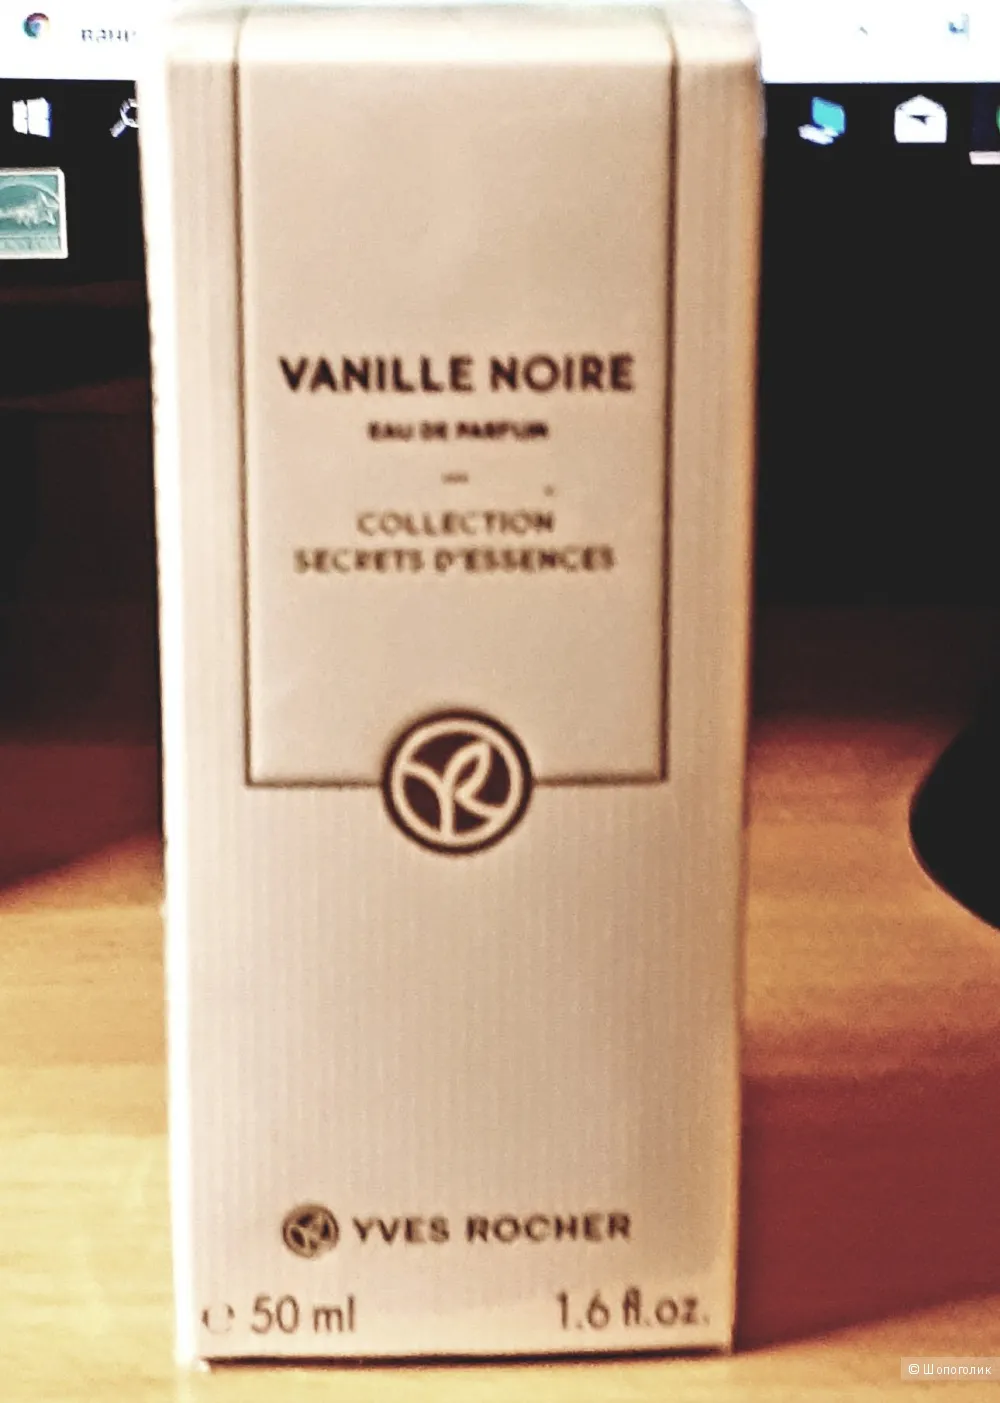 VANILLE NOIRE
EAU DE PARFUM
—
COLLECTION
SECRETS D'ESSENCES
YVES ROCHER
℮ 50 ml 1.6 fl.oz.
© Шопоголик